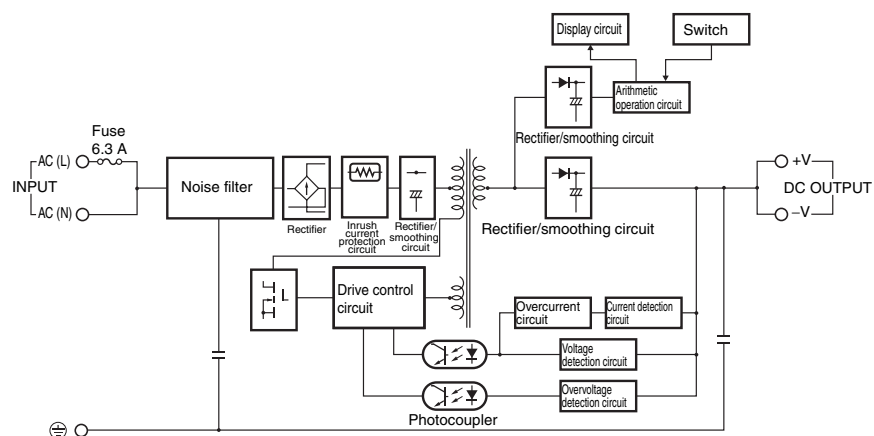 Display circuit
Switch
Arithmetic
operation circuit
Rectifier/smoothing circuit
Fuse
6.3 A
AC (L)
INPUT
AC (N)
Noise filter
Rectifier
Inrush
current
protection
circuit
Rectifier/
smoothing
circuit
Rectifier/smoothing circuit
+V
DC OUTPUT
–V
Drive control
circuit
Overcurrent
circuit
Current detection
circuit
Voltage
detection circuit
Overvoltage
detection circuit
Photocoupler